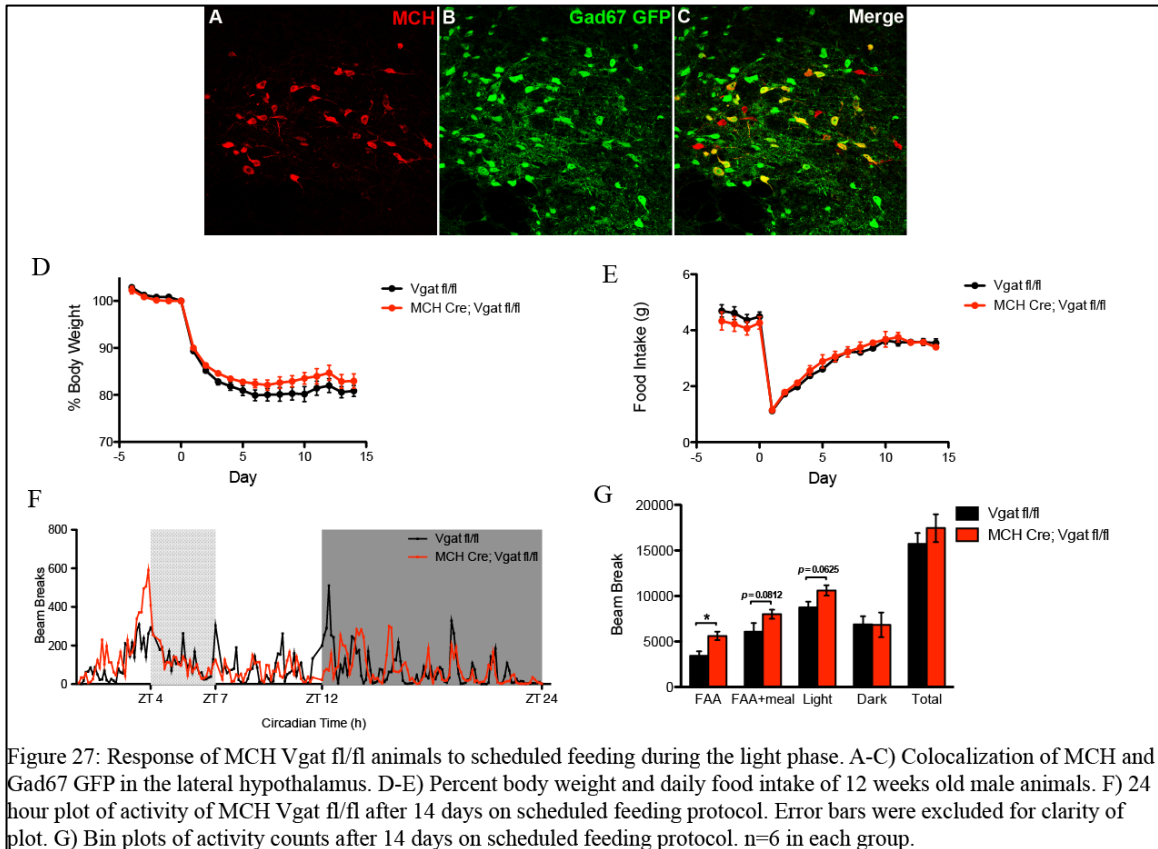 A MCH
B Gad67 GFP
C Merge
D
Vgat fl/fl
MCH Cre; Vgat fl/fl
% Body Weight
100
90
80
70
-5 0 5 10 15
Day
E
Vgat fl/fl
MCH Cre; Vgat fl/fl
Food Intake (g)
6
4
2
0
-5 0 5 10 15
Day
F
Vgat fl/fl
MCH Cre; Vgat fl/fl
Beam Breaks
800
600
400
200
0
ZT 4 ZT 7 ZT 12 ZT 24
Circadian Time (h)
G
Vgat fl/fl
MCH Cre; Vgat fl/fl
Beam Break
20000
15000
10000
5000
0
*
p=0.0812
p=0.0625
FAA FAA+meal Light Dark Total
Figure 27: Response of MCH Vgat fl/fl animals to scheduled feeding during the light phase. A-C) Colocalization of MCH and
Gad67 GFP in the lateral hypothalamus. D-E) Percent body weight and daily food intake of 12 weeks old male animals. F) 24
hour plot of activity of MCH Vgat fl/fl after 14 days on scheduled feeding protocol. Error bars were excluded for clarity of
plot. G) Bin plots of activity counts after 14 days on scheduled feeding protocol. n=6 in each group.